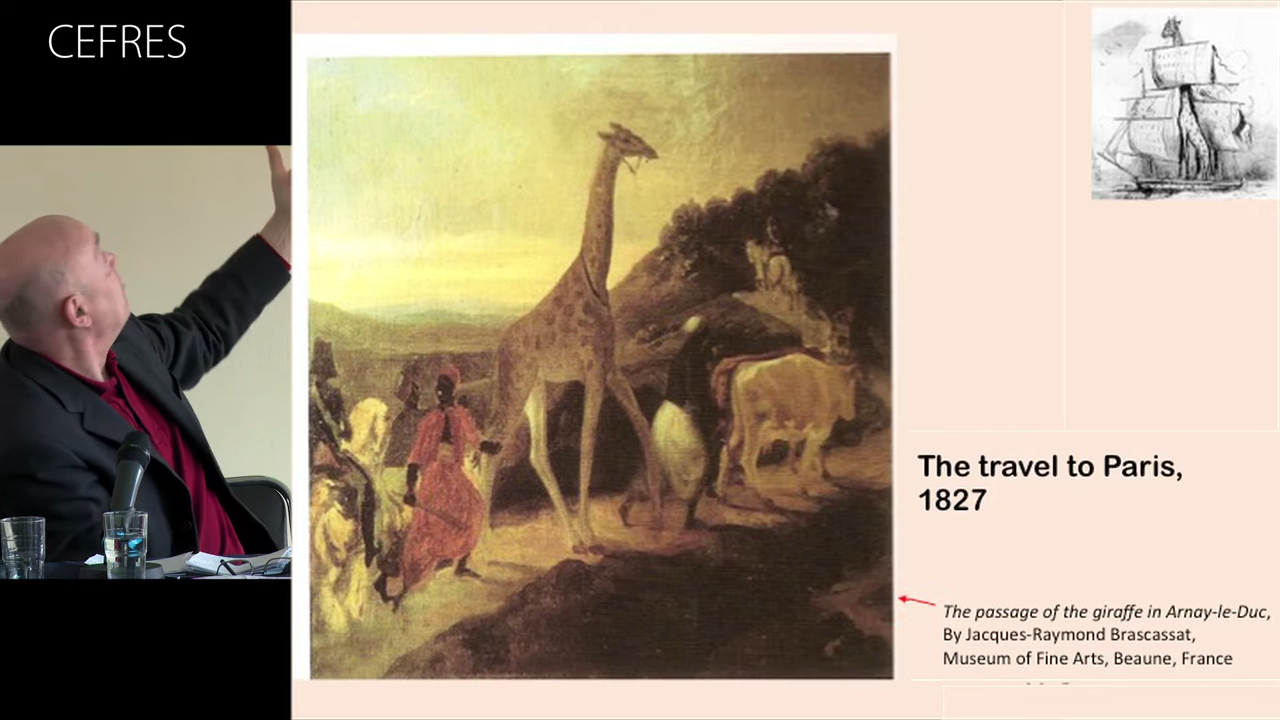 CEFRES
The travel to Paris,
1827
The passage of the giraffe in Arnay-le-Duc,
By Jacques-Raymond Brascassat,
Museum of Fine Arts, Beaune, France